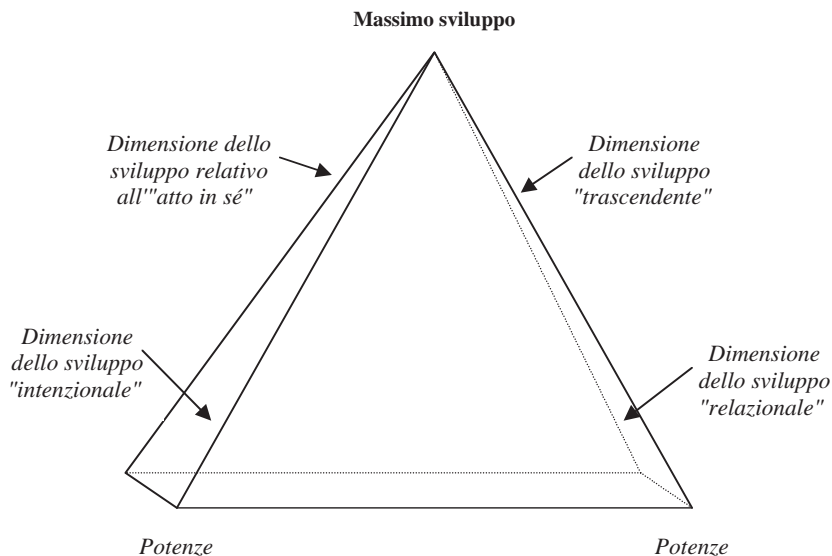 Massimo sviluppo
Dimensione dello
sviluppo relativo
all'"atto in sé"
Dimensione
dello sviluppo
"trascendente"
Dimensione
dello sviluppo
"intenzionale"
Dimensione
dello sviluppo
"relazionale"
Potenze
Potenze